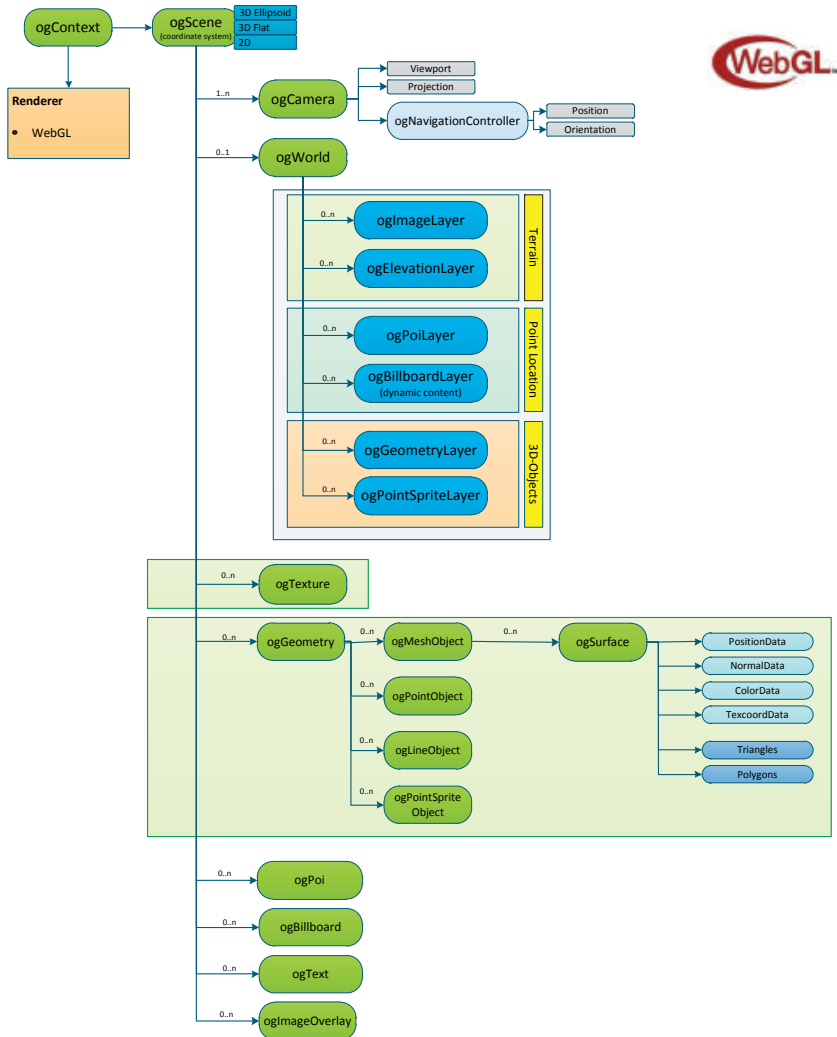 ogContext
ogScene
(coordinate system)
3D Ellipsoid
3D Flat
2D
WebGL
TM
Renderer
• WebGL
1..n
ogCamera
Viewport
Projection
ogNavigationController
Position
Orientation
0..1
ogWorld
0..n
ogImageLayer
0..n
ogElevationLayer
Terrain
0..n
ogPoiLayer
0..n
ogBillboardLayer
(dynamic content)
Point Location
0..n
ogGeometryLayer
0..n
ogPointSpriteLayer
3D-Objects
0..n
ogTexture
0..n
ogGeometry
0..n
ogMeshObject
0..n
ogSurface
PositionData
NormalData
ColorData
TexcoordData
Triangles
Polygons
0..n
ogPointObject
0..n
ogLineObject
0..n
ogPointSprite
Object
0..n
ogPoi
0..n
ogBillboard
0..n
ogText
0..n
ogImageOverlay